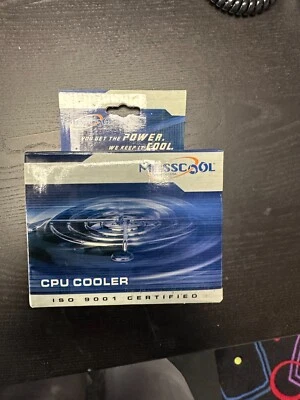 YOU GET THE POWER,
WE KEEP IT COOL.
MASSCOOL
CPU COOLER
ISO 9001 CERTIFIED